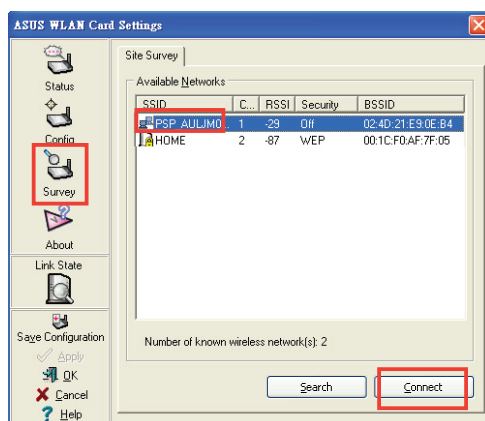 ASUS WLAN Card Settings
Status
Config
Survey
About
Link State
Save Configuration
Apply
OK
Cancel
Help
Site Survey
Available Networks
SSID C... RSSI Security BSSID
PSP_AULJM0... 1 -29 Off 02:4D:21:E9:0E:B4
HOME 2 -87 WEP 00:1C:F0:AF:7F:05
Number of known wireless network(s): 2
Search
Connect